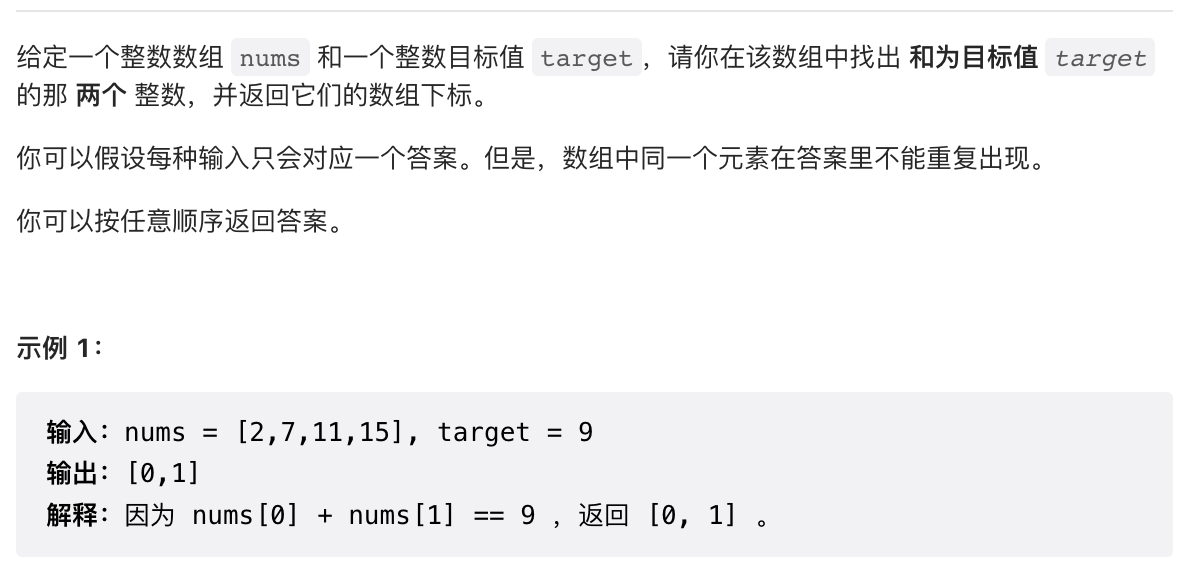 给定一个整数数组 nums 和一个整数目标值 target，请你在该数组中找出 和为目标值 target
的那 两个 整数，并返回它们的数组下标。
你可以假设每种输入只会对应一个答案。但是，数组中同一个元素在答案里不能重复出现。
你可以按任意顺序返回答案。
示例 1：
输入：nums = [2,7,11,15], target = 9
输出：[0,1]
解释：因为 nums[0] + nums[1] == 9 ，返回 [0, 1] 。